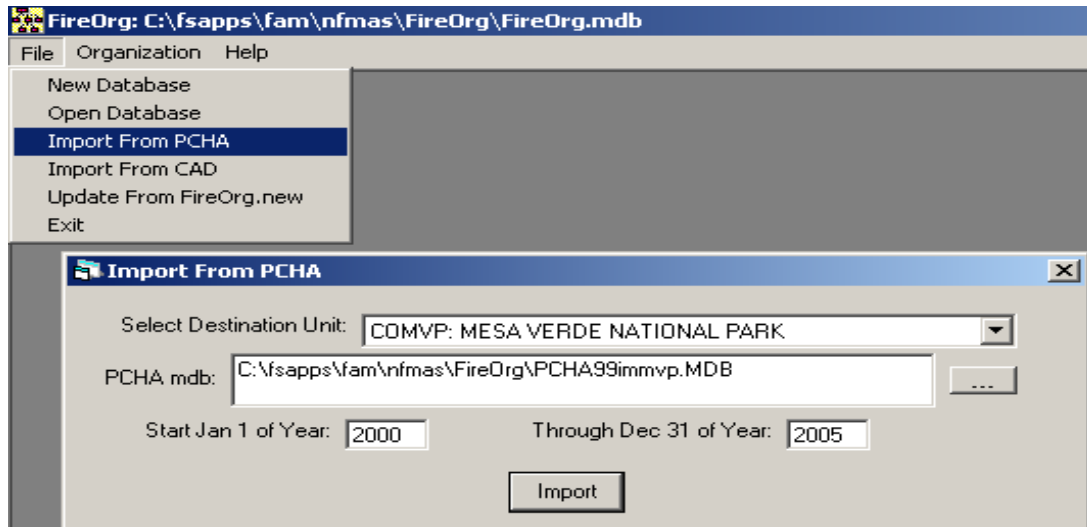 FireOrg: C:\fsapps\fam\nfmas\FireOrg\FireOrg.mdb
File Organization Help
New Database
Open Database
Import From PCHA
Import From CAD
Update From FireOrg.new
Exit
Import From PCHA
Select Destination Unit: COMVP: MESA VERDE NATIONAL PARK
PCHA mdb: C:\fsapps\fam\nfmas\FireOrg\PCHA99immvp.MDB ...
Start Jan 1 of Year: 2000 Through Dec 31 of Year: 2005
Import